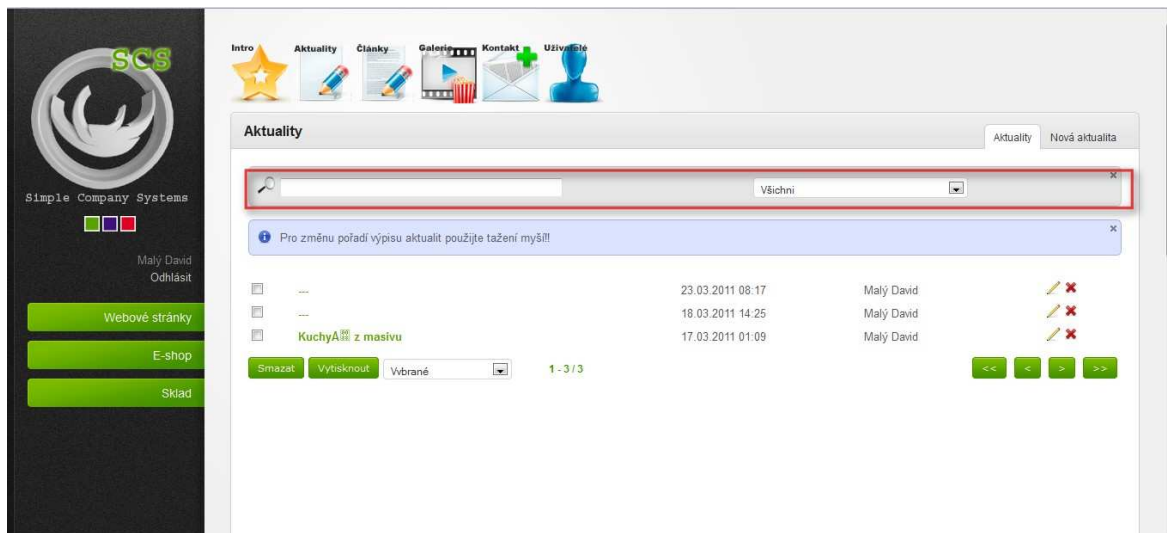 SCS
Simple Company Systems
Malý David
Odhlásit
Webové stránky
E-shop
Sklad
Intro Aktuality Články Galerie Kontakt Uživatelé
Aktuality
Aktuality Nová aktualita
Všichni
Pro změnu pořadí výpisu aktualit použijte tažení myší!!
--- 23.03.2011 08:17 Malý David
--- 18.03.2011 14:25 Malý David
KuchyA z masivu 17.03.2011 01:09 Malý David
Smazat Vytisknout Vybrané 1 - 3 / 3 << < > >>